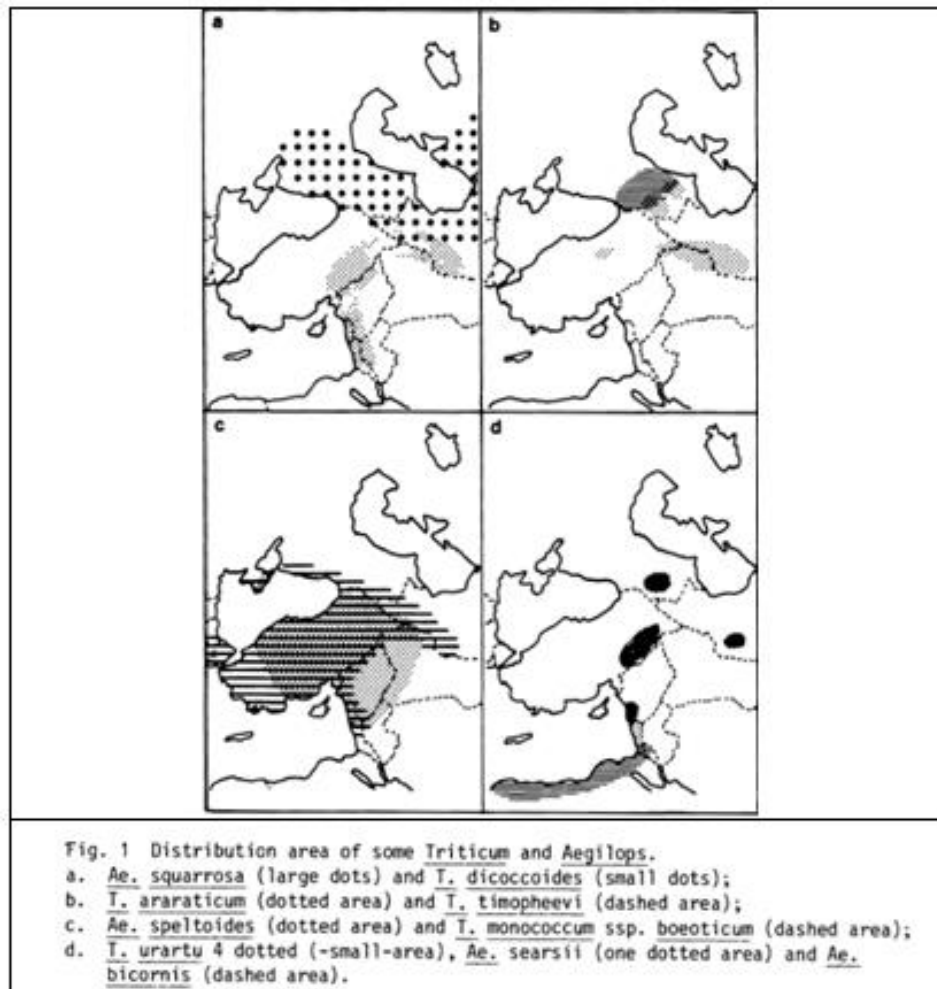 a
b
c
d
Fig. 1 Distribution area of some Triticum and Aegilops.
a. Ae. squarrosa (large dots) and T. dicoccoides (small dots);
b. T. araraticum (dotted area) and T. timopheevi (dashed area);
c. Ae. speltoides (dotted area) and T. monococcum ssp. boeoticum (dashed area);
d. T. urartu 4 dotted (-small-area), Ae. searsii (one dotted area) and Ae.
bicornis (dashed area).